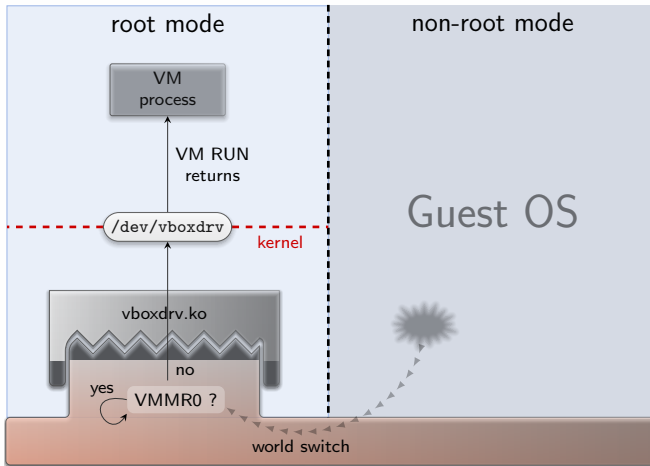 root mode
non-root mode
VM
process
VM RUN
returns
/dev/vboxdrv
kernel
Guest OS
vboxdrv.ko
no
yes
VMMR0 ?
world switch